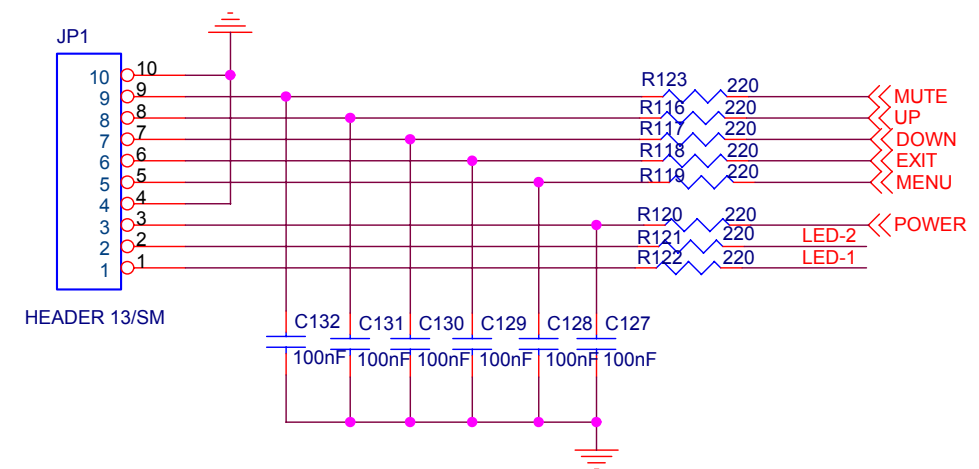 JP1
10 10
9 9 R123 220 MUTE
8 8 R116 220 UP
7 7 R117 220 DOWN
6 6 R118 220 EXIT
5 5 R119 220 MENU
4 4
3 3 R120 220 POWER
2 2 R121 220 LED-2
1 1 R122 220 LED-1
HEADER 13/SM
C132 C131 C130 C129 C128 C127
100nF 100nF 100nF 100nF 100nF 100nF